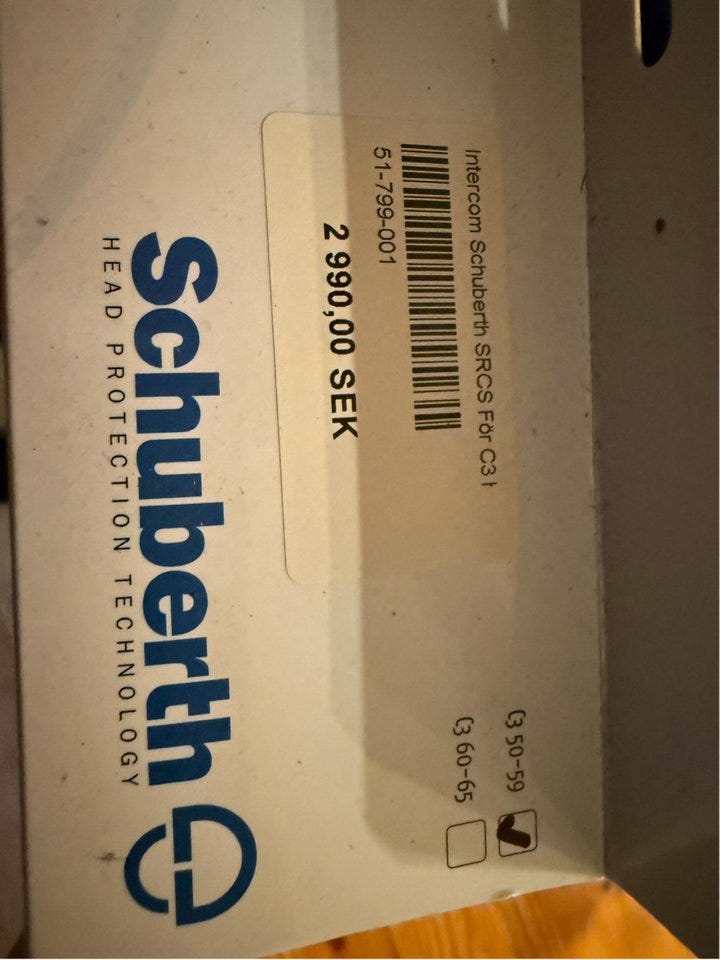 Intercom Schuberth SRCS För C3
51-799-001
2 990,00 SEK
C3 50-59
C3 60-65
Schuberth
HEAD PROTECTION TECHNOLOGY